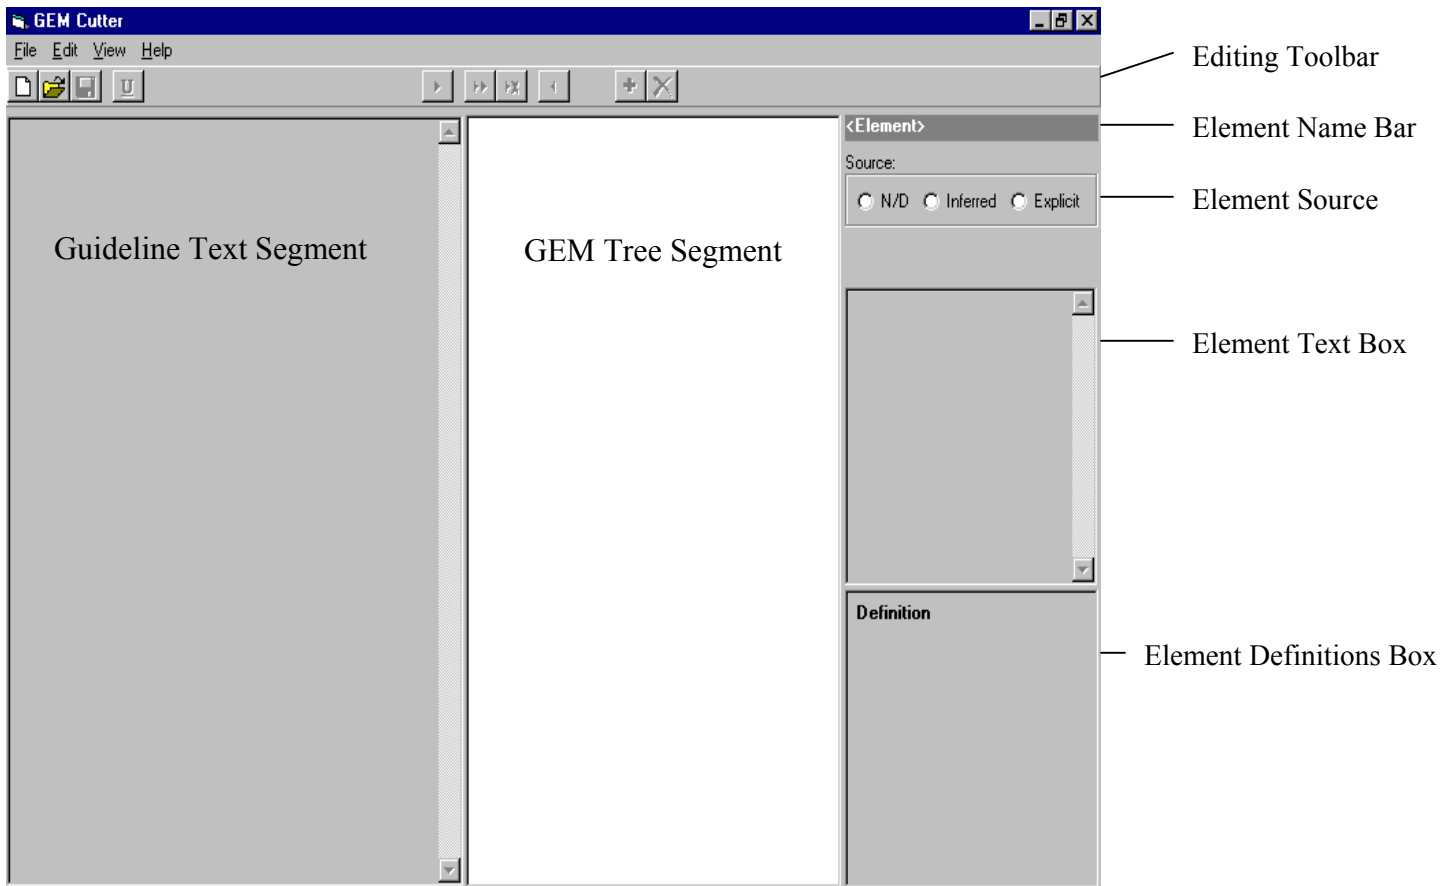 GEM Cutter
File Edit View Help
U
Editing Toolbar
<Element>
Element Name Bar
Source:
N/D Inferred Explicit
Element Source
Guideline Text Segment
GEM Tree Segment
Element Text Box
Definition
Element Definitions Box